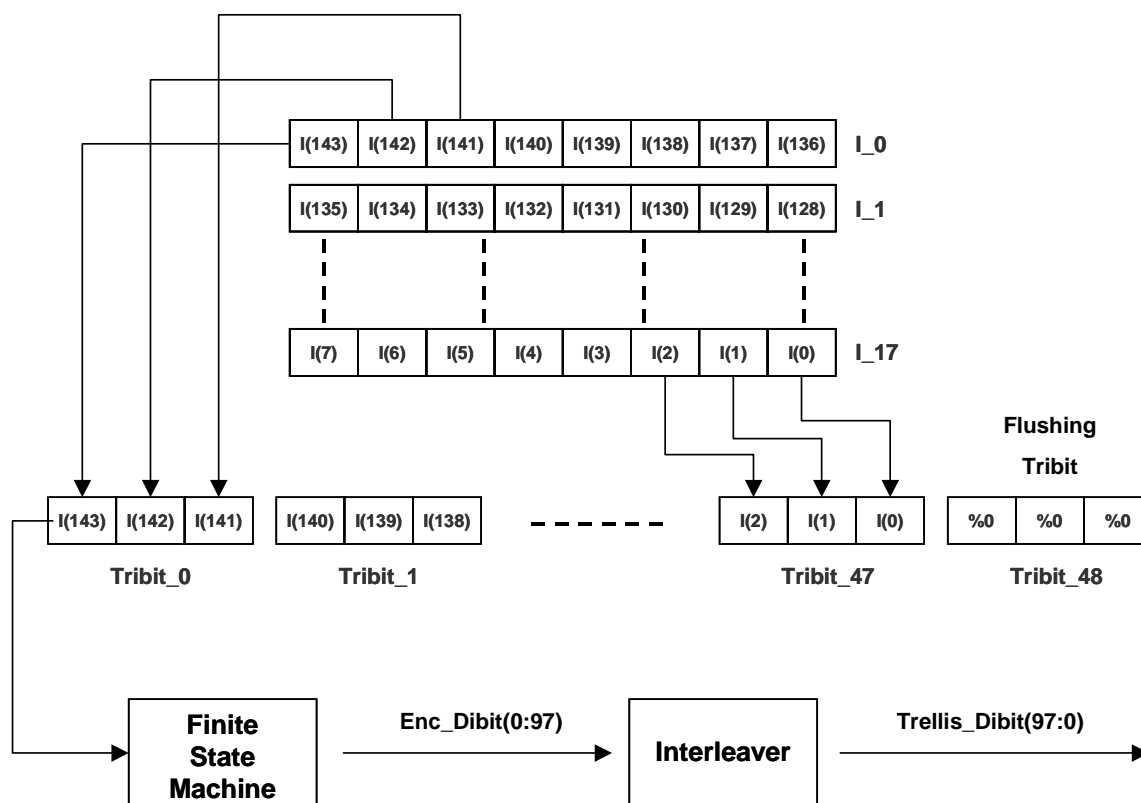 I(143) I(142) I(141) I(140) I(139) I(138) I(137) I(136) I_0
I(135) I(134) I(133) I(132) I(131) I(130) I(129) I(128) I_1
I(7) I(6) I(5) I(4) I(3) I(2) I(1) I(0) I_17
Flushing
Tribit
I(143) I(142) I(141) I(140) I(139) I(138) I(2) I(1) I(0) %0 %0 %0
Tribit_0 Tribit_1 Tribit_47 Tribit_48
Finite
State
Machine
Enc_Dibit(0:97)
Interleaver
Trellis_Dibit(97:0)